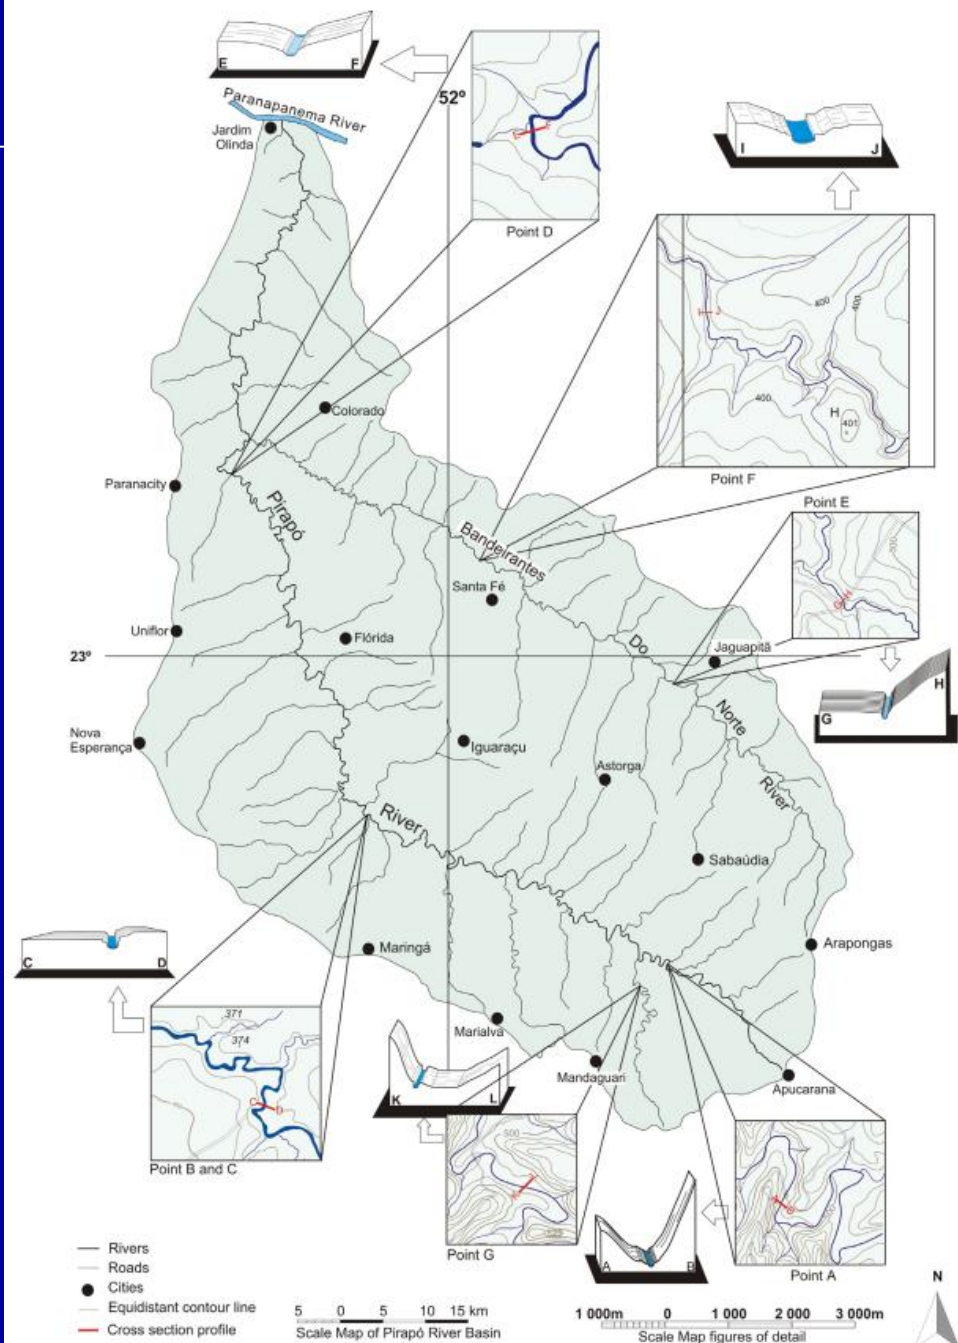 E F
Paranapanema River
Jardim
Olinda
52º
Point D
I J
400
400
J
400
H
401
Point F
Colorado
Paranacity
Pirapó
Bandeirantes
Point E
Santa Fé
G H
Uniflor
Flórida
23º
Do
Jaguapitã
H
G
Norte
Nova
Esperança
Iguaraçu
Astorga
River
River
Sabaúdia
C D
Maringá
Arapongas
371
374
C D
Marialva
K L
Mandaguari
Apucarana
500
Point B and C
Point G
A B
Point A
Rivers
Roads
Cities
Equidistant contour line
Cross section profile
5 0 5 10 15 km
Scale Map of Pirapó River Basin
1 000m 0 1 000 2 000 3 000m
Scale Map figures of detail
N